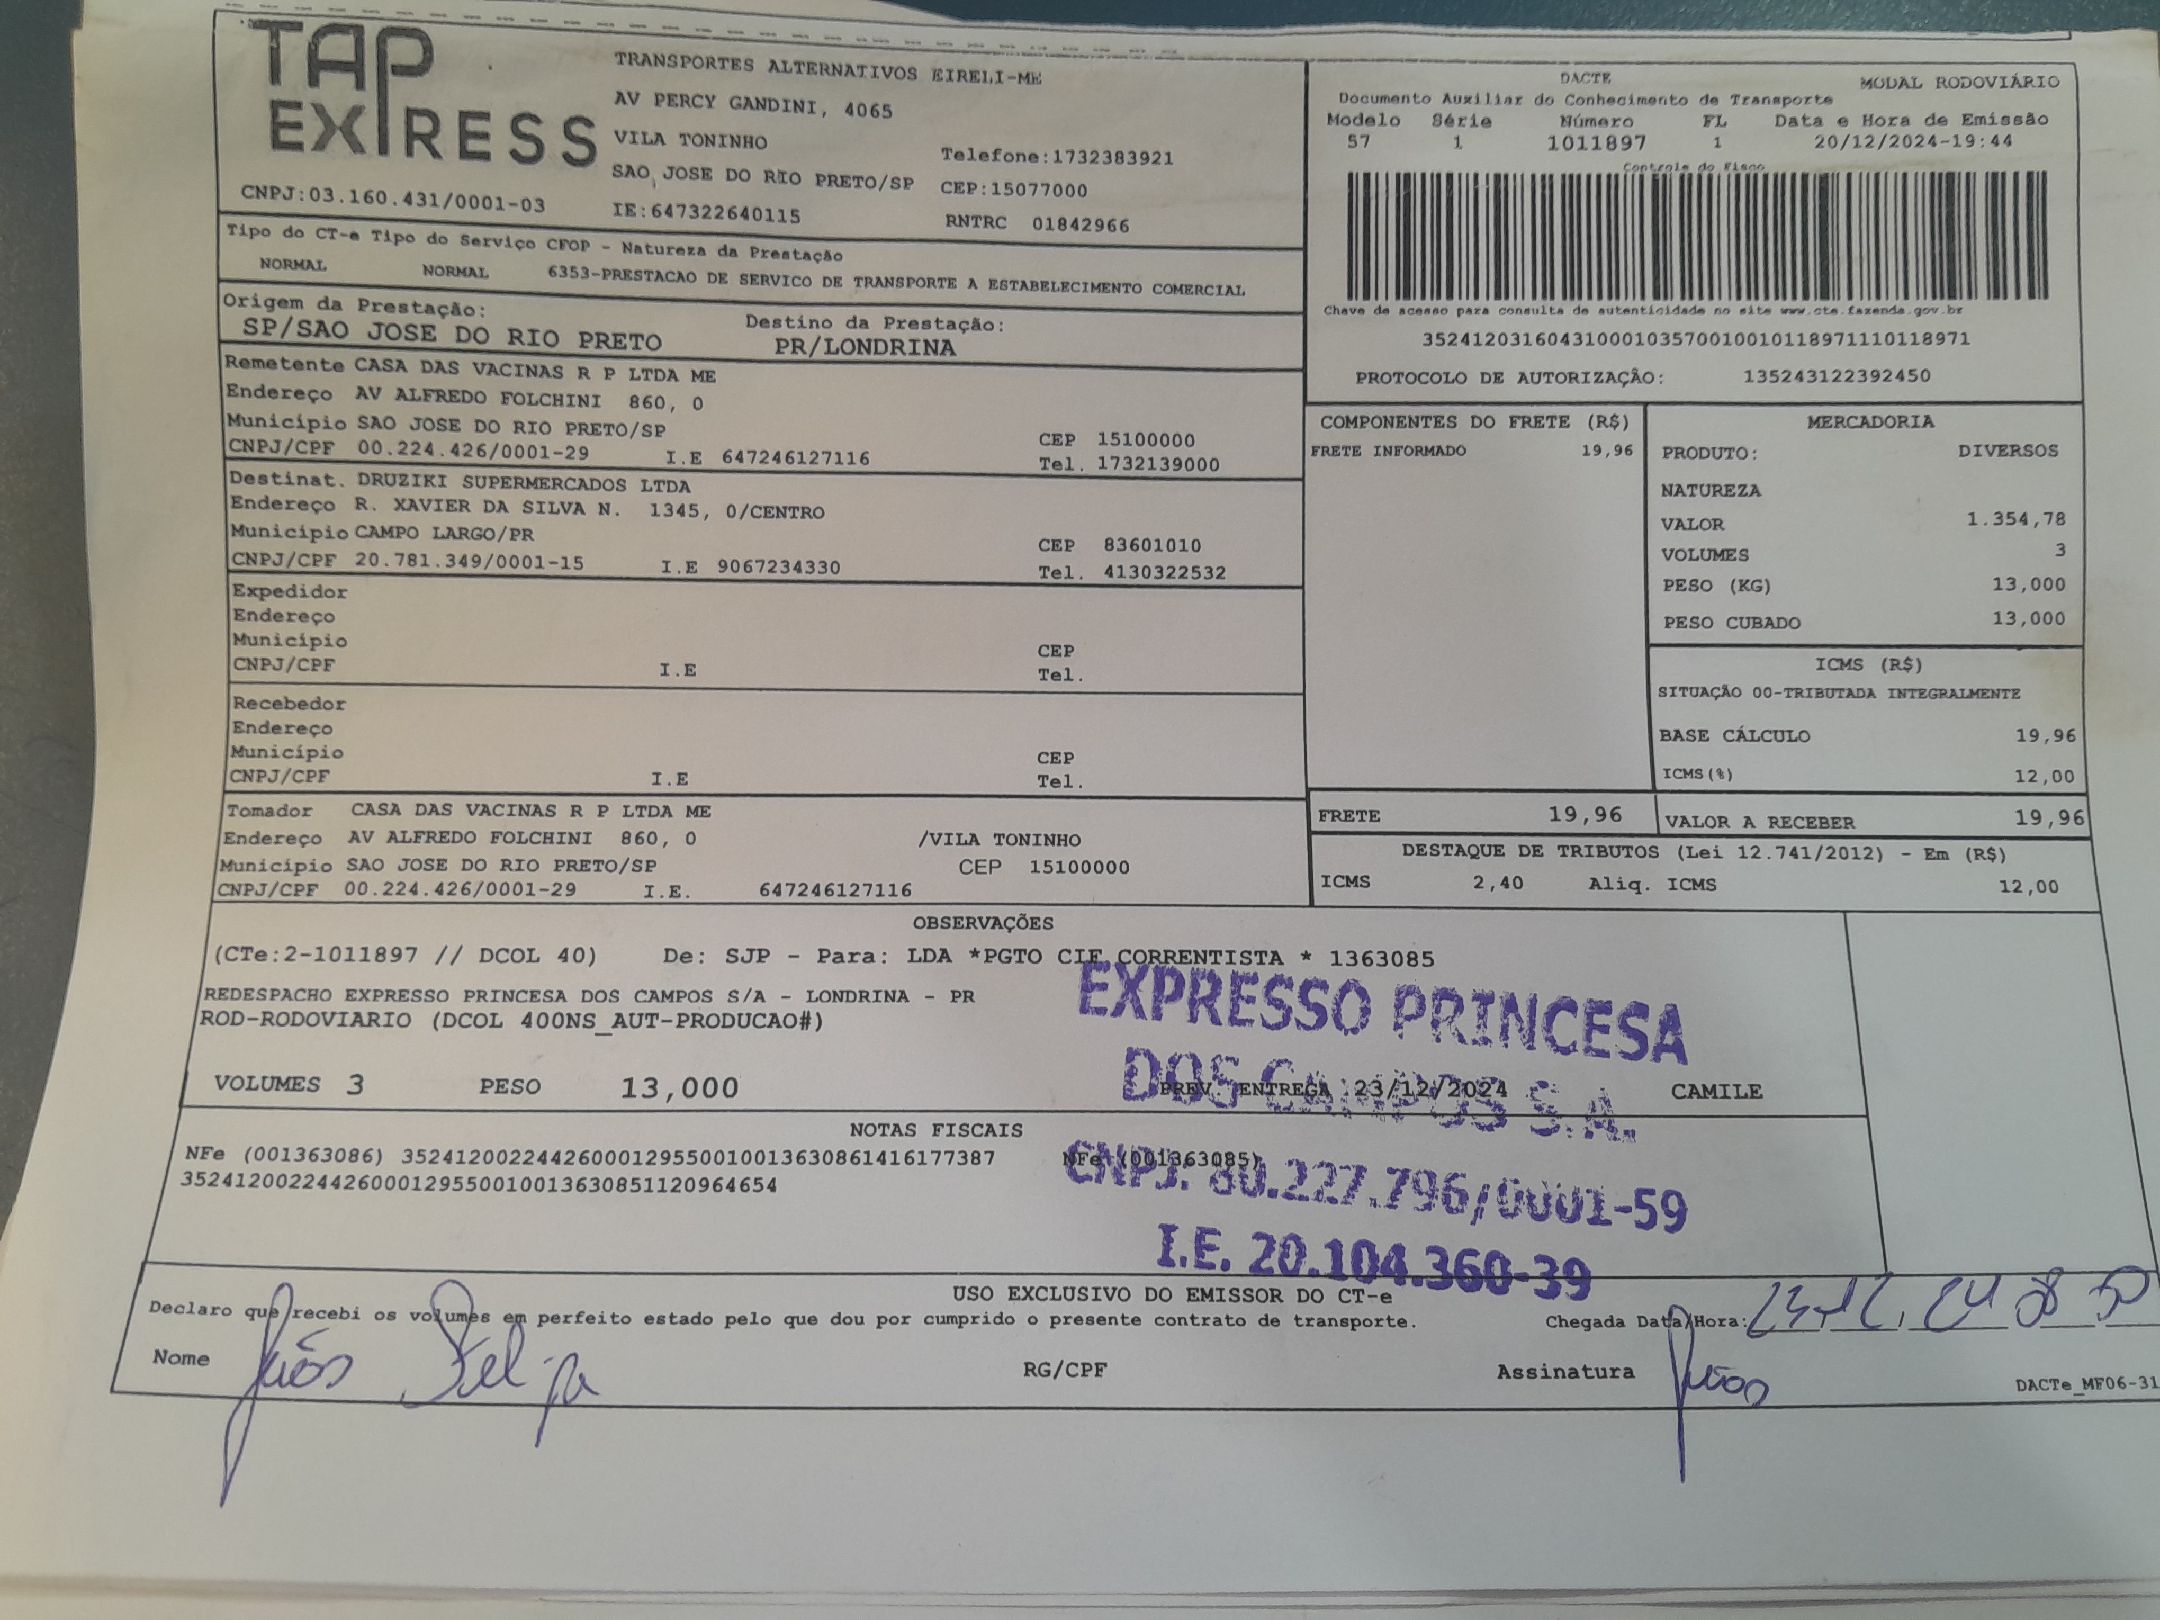 TAP EXPRESS
CNPJ:03.160.431/0001-03
TRANSPORTES ALTERNATIVOS EIRELI-ME
AV PERCY GANDINI, 4065
VILA TONINHO
Telefone:1732383921
SAO JOSE DO RIO PRETO/SP CEP:15077000
IE:647322640115 RNTRC 01842966
DACTE MODAL RODOVIÁRIO
Documento Auxiliar do Conhecimento de Transporte
Modelo Série Número FL Data e Hora de Emissão
57 1 1011897 1 20/12/2024-19:44
Controle do Fisco
Chave de acesso para consulta de autenticidade no site www.cte.fazenda.gov.br
35241203160431000103570010010118971110118971
PROTOCOLO DE AUTORIZAÇÃO: 135243122392450
Tipo do CT-e Tipo do Serviço CFOP - Natureza da Prestação
NORMAL NORMAL 6353-PRESTACAO DE SERVICO DE TRANSPORTE A ESTABELECIMENTO COMERCIAL
Origem da Prestação: Destino da Prestação:
SP/SAO JOSE DO RIO PRETO PR/LONDRINA
Remetente CASA DAS VACINAS R P LTDA ME
Endereço AV ALFREDO FOLCHINI 860, 0
Município SAO JOSE DO RIO PRETO/SP CEP 15100000
CNPJ/CPF 00.224.426/0001-29 I.E 647246127116 Tel. 1732139000
Destinat. DRUZIKI SUPERMERCADOS LTDA
Endereço R. XAVIER DA SILVA N. 1345, 0/CENTRO
Município CAMPO LARGO/PR CEP 83601010
CNPJ/CPF 20.781.349/0001-15 I.E 9067234330 Tel. 4130322532
Expedidor
Endereço
Município CEP
CNPJ/CPF I.E Tel.
Recebedor
Endereço
Município CEP
CNPJ/CPF I.E Tel.
Tomador CASA DAS VACINAS R P LTDA ME
Endereço AV ALFREDO FOLCHINI 860, 0 /VILA TONINHO
Município SAO JOSE DO RIO PRETO/SP CEP 15100000
CNPJ/CPF 00.224.426/0001-29 I.E. 647246127116
COMPONENTES DO FRETE (R$)
FRETE INFORMADO 19,96
MERCADORIA
PRODUTO: DIVERSOS
NATUREZA
VALOR 1.354,78
VOLUMES 3
PESO (KG) 13,000
PESO CUBADO 13,000
ICMS (R$)
SITUAÇÃO 00-TRIBUTADA INTEGRALMENTE
BASE CÁLCULO 19,96
ICMS(%) 12,00
FRETE 19,96 VALOR A RECEBER 19,96
DESTAQUE DE TRIBUTOS (Lei 12.741/2012) - Em (R$)
ICMS 2,40 Aliq. ICMS 12,00
OBSERVAÇÕES
(CTe:2-1011897 // DCOL 40) De: SJP - Para: LDA *PGTO CIF CORRENTISTA * 1363085
REDESPACHO EXPRESSO PRINCESA DOS CAMPOS S/A - LONDRINA - PR
ROD-RODOVIARIO (DCOL 400NS_AUT-PRODUCAO#)
VOLUMES 3 PESO 13,000 PREV. ENTREGA 23/12/2024 CAMILE
EXPRESSO PRINCESA
DOS CAMPOS S.A.
CNPJ: 80.227.796/0001-59
I.E. 20.104.360-39
NOTAS FISCAIS
NFe (001363086) 35241200224426000129550010013630861416177387 NFe (001363085)
35241200224426000129550010013630851120964654
USO EXCLUSIVO DO EMISSOR DO CT-e
Declaro que recebi os volumes em perfeito estado pelo que dou por cumprido o presente contrato de transporte. Chegada Data/Hora: 23 12 24 08 50
Nome João Felipe RG/CPF Assinatura João
DACTe_MF06-31